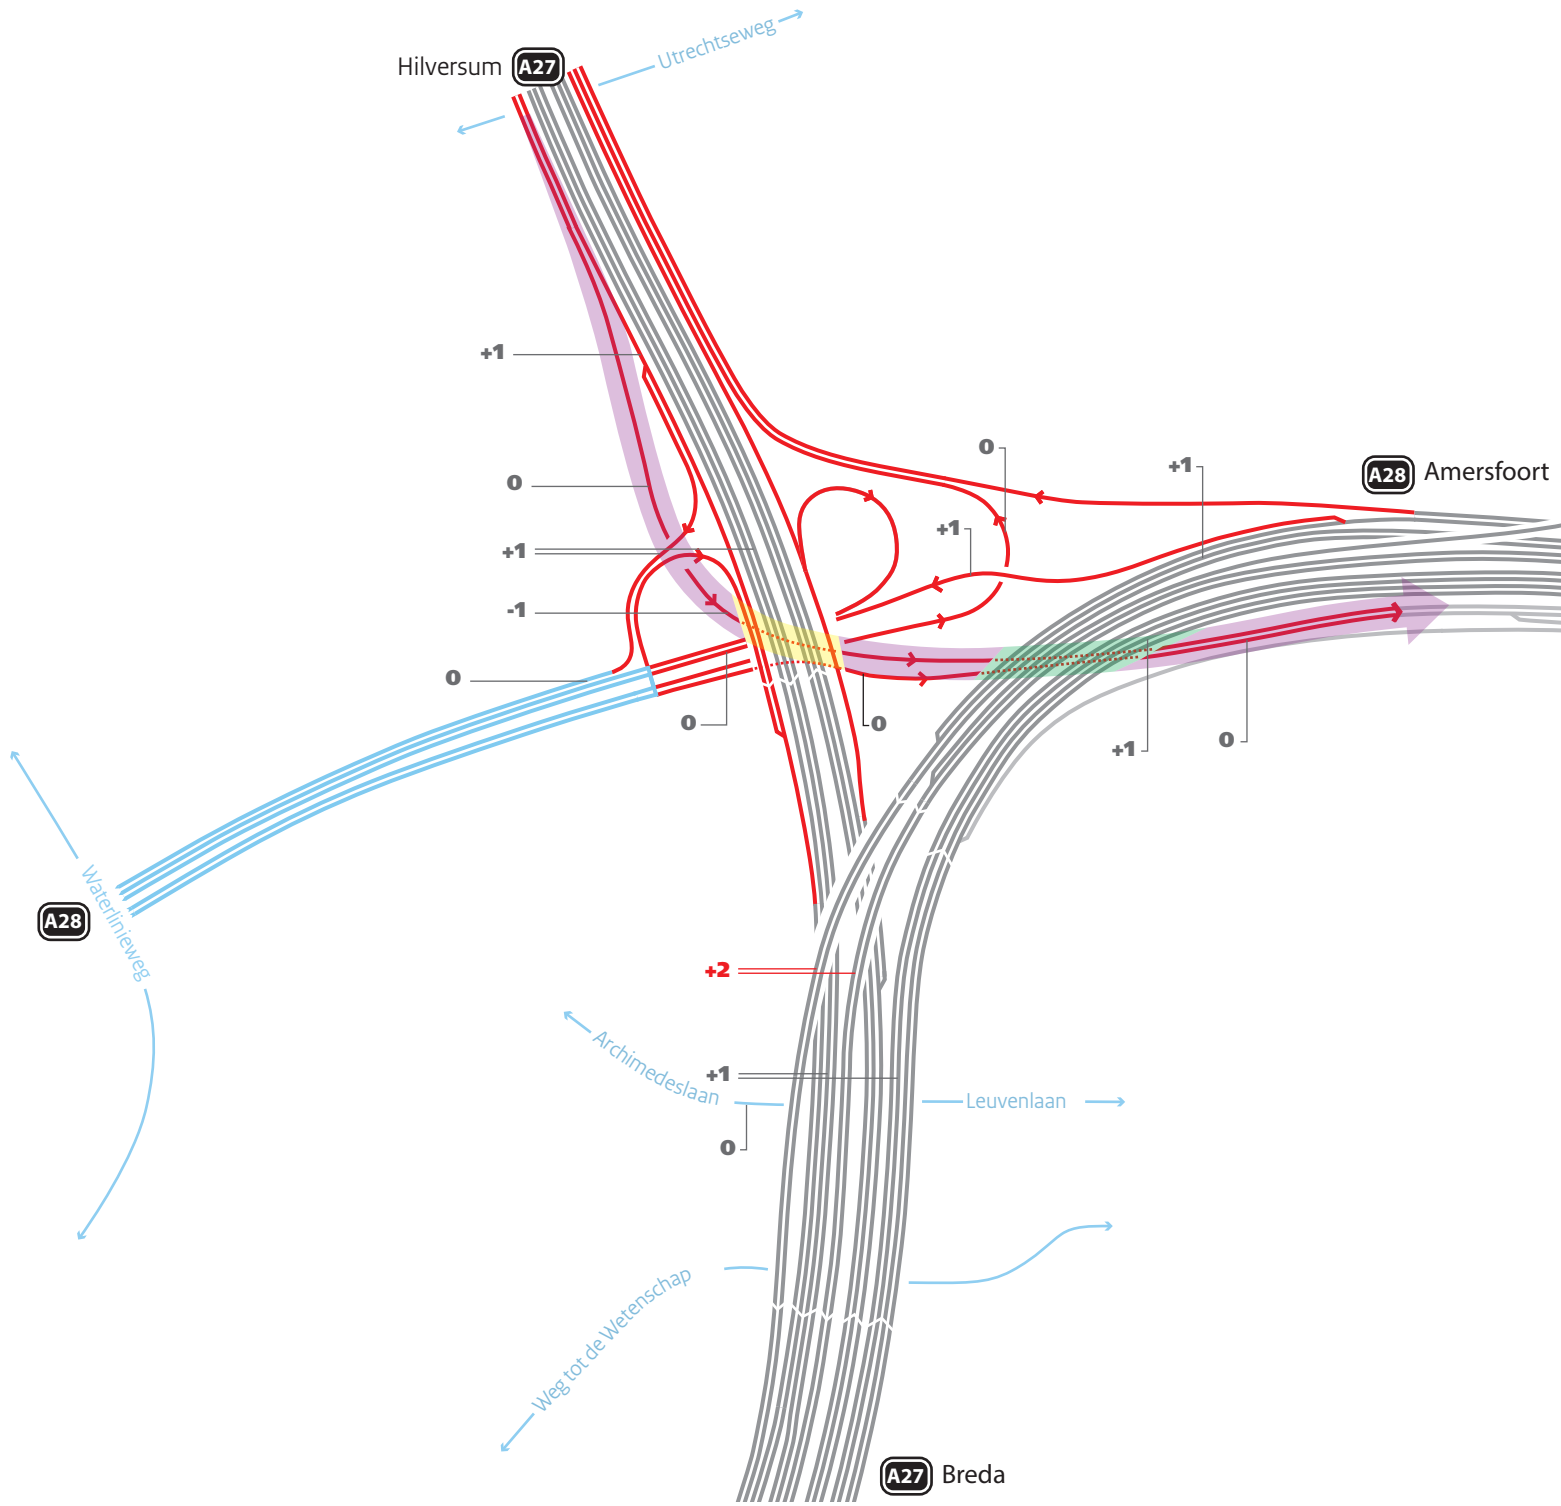 Utrechtseweg
Hilversum A27
+1
0
+1
A28 Amersfoort
0
+1
+1
-1
0
0
0
+1
0
Waterlinieweg
A28
+2
Archimedeslaan
+1
Leuvenlaan
0
Weg tot de Wetenschap
A27 Breda